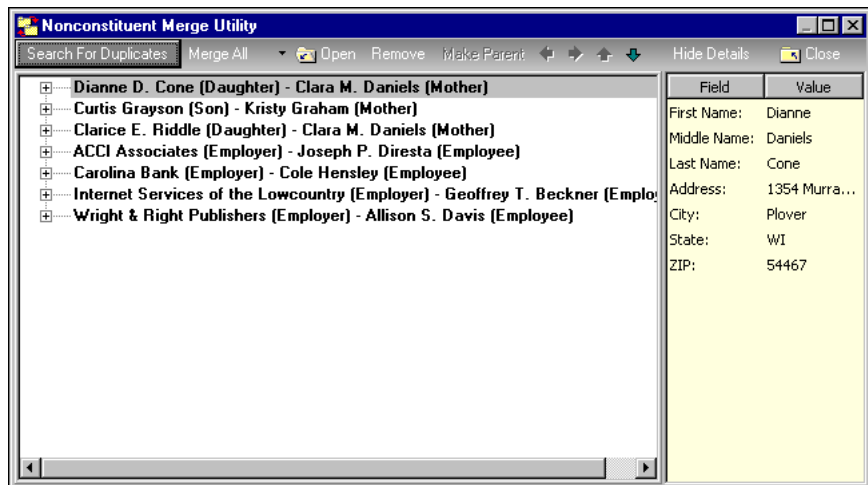 Nonconstituent Merge Utility
Search For Duplicates Merge All Open Remove Make Parent Hide Details Close
Dianne D. Cone (Daughter) - Clara M. Daniels (Mother)
Curtis Grayson (Son) - Kristy Graham (Mother)
Clarice E. Riddle (Daughter) - Clara M. Daniels (Mother)
ACCI Associates (Employer) - Joseph P. Diresta (Employee)
Carolina Bank (Employer) - Cole Hensley (Employee)
Internet Services of the Lowcountry (Employer) - Geoffrey T. Beckner (Emplo
Wright & Right Publishers (Employer) - Allison S. Davis (Employee)
Field Value
First Name: Dianne
Middle Name: Daniels
Last Name: Cone
Address: 1354 Murra...
City: Plover
State: WI
ZIP: 54467